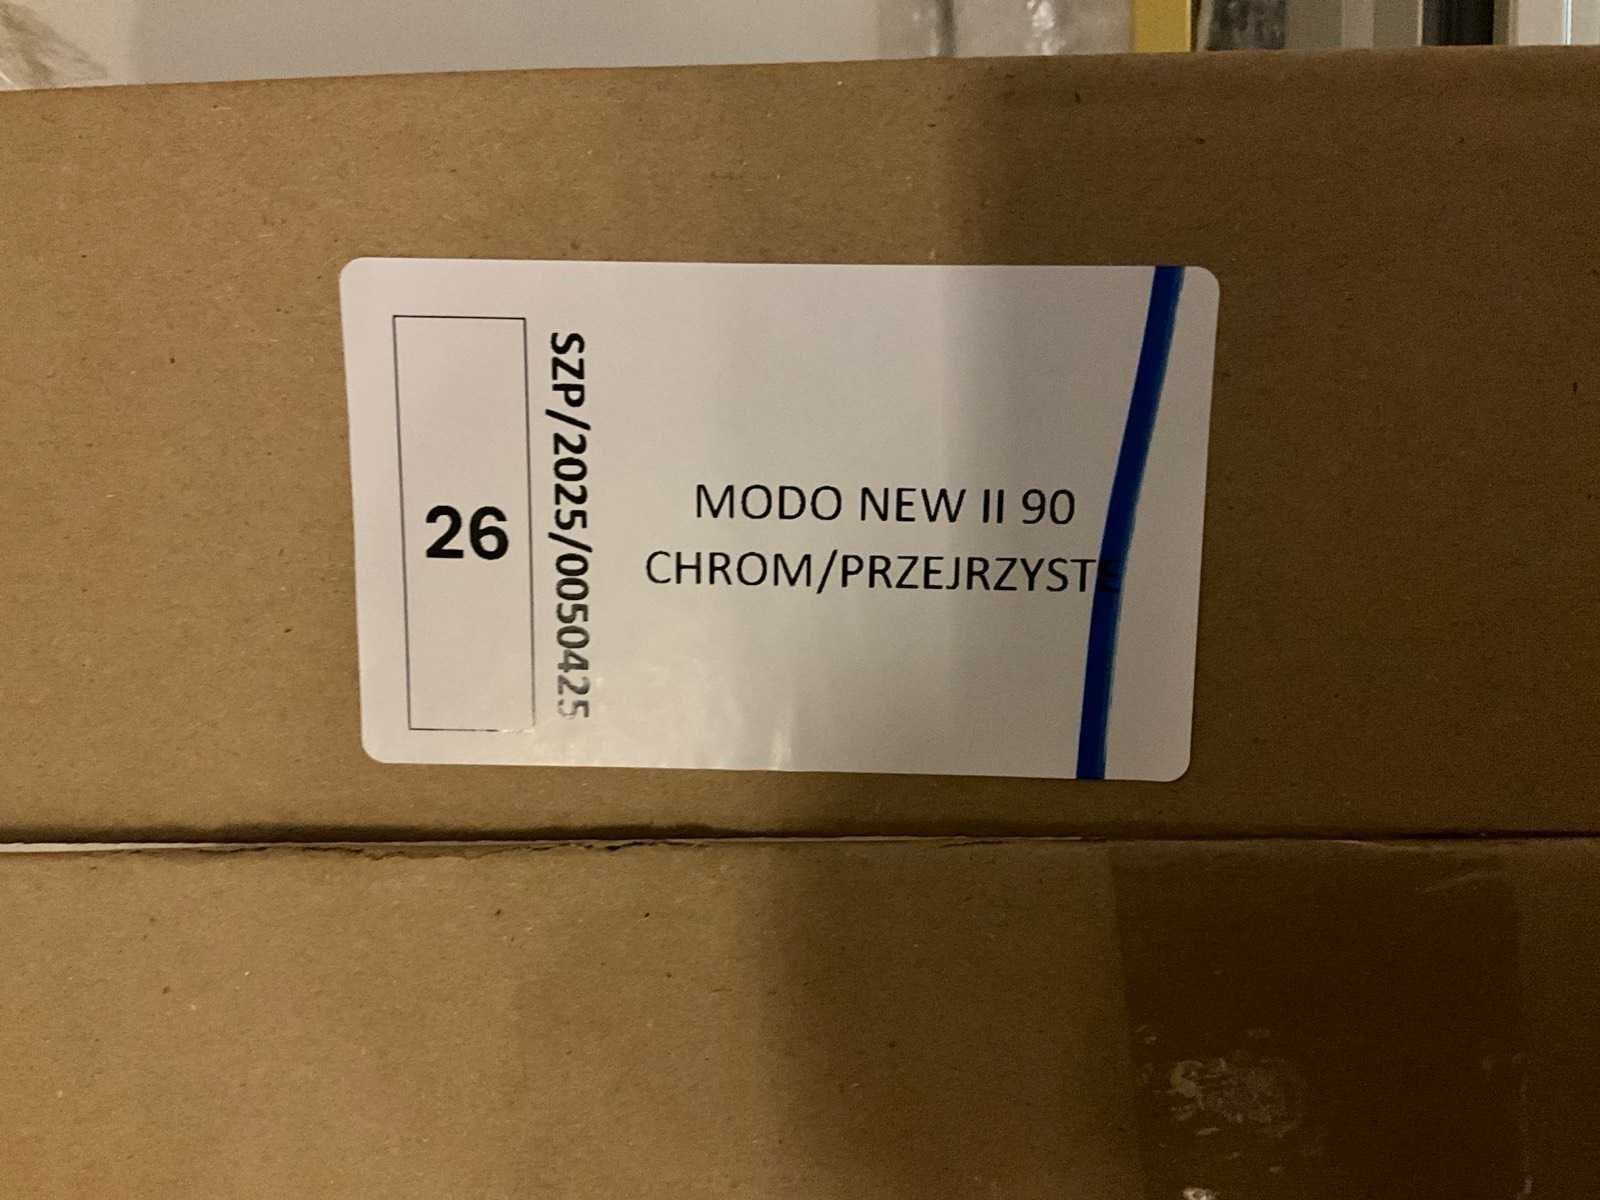 26
SZP/2025/0050425
MODO NEW II 90
CHROM/PRZEJRZYSTE